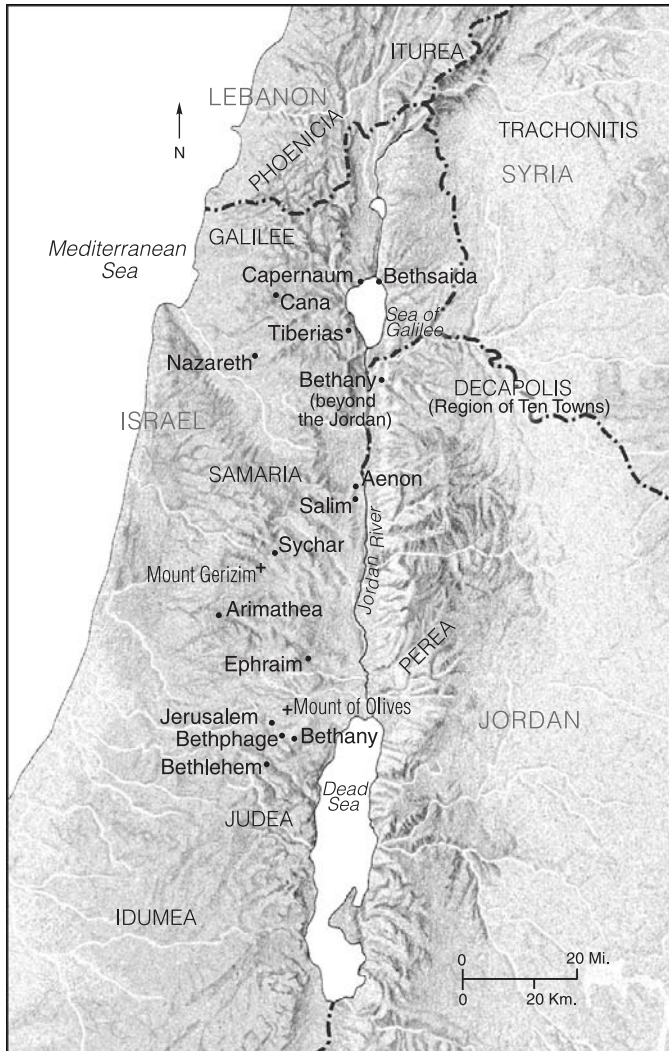 ITUREA
LEBANON
N
PHOENICIA
TRACHONITIS
SYRIA
GALILEE
Mediterranean
Sea
Capernaum
Bethsaida
Cana
Sea of
Galilee
Tiberias
Nazareth
Bethany
(beyond
the Jordan)
DECAPOLIS
(Region of Ten Towns)
ISRAEL
SAMARIA
Aenon
Salim
Jordan River
Sychar
Mount Gerizim
Arimathea
Ephraim
PEREA
Mount of Olives
Jerusalem
JORDAN
Bethphage
Bethany
Bethlehem
Dead
Sea
JUDEA
IDUMEA
0 20 Mi.
0 20 Km.